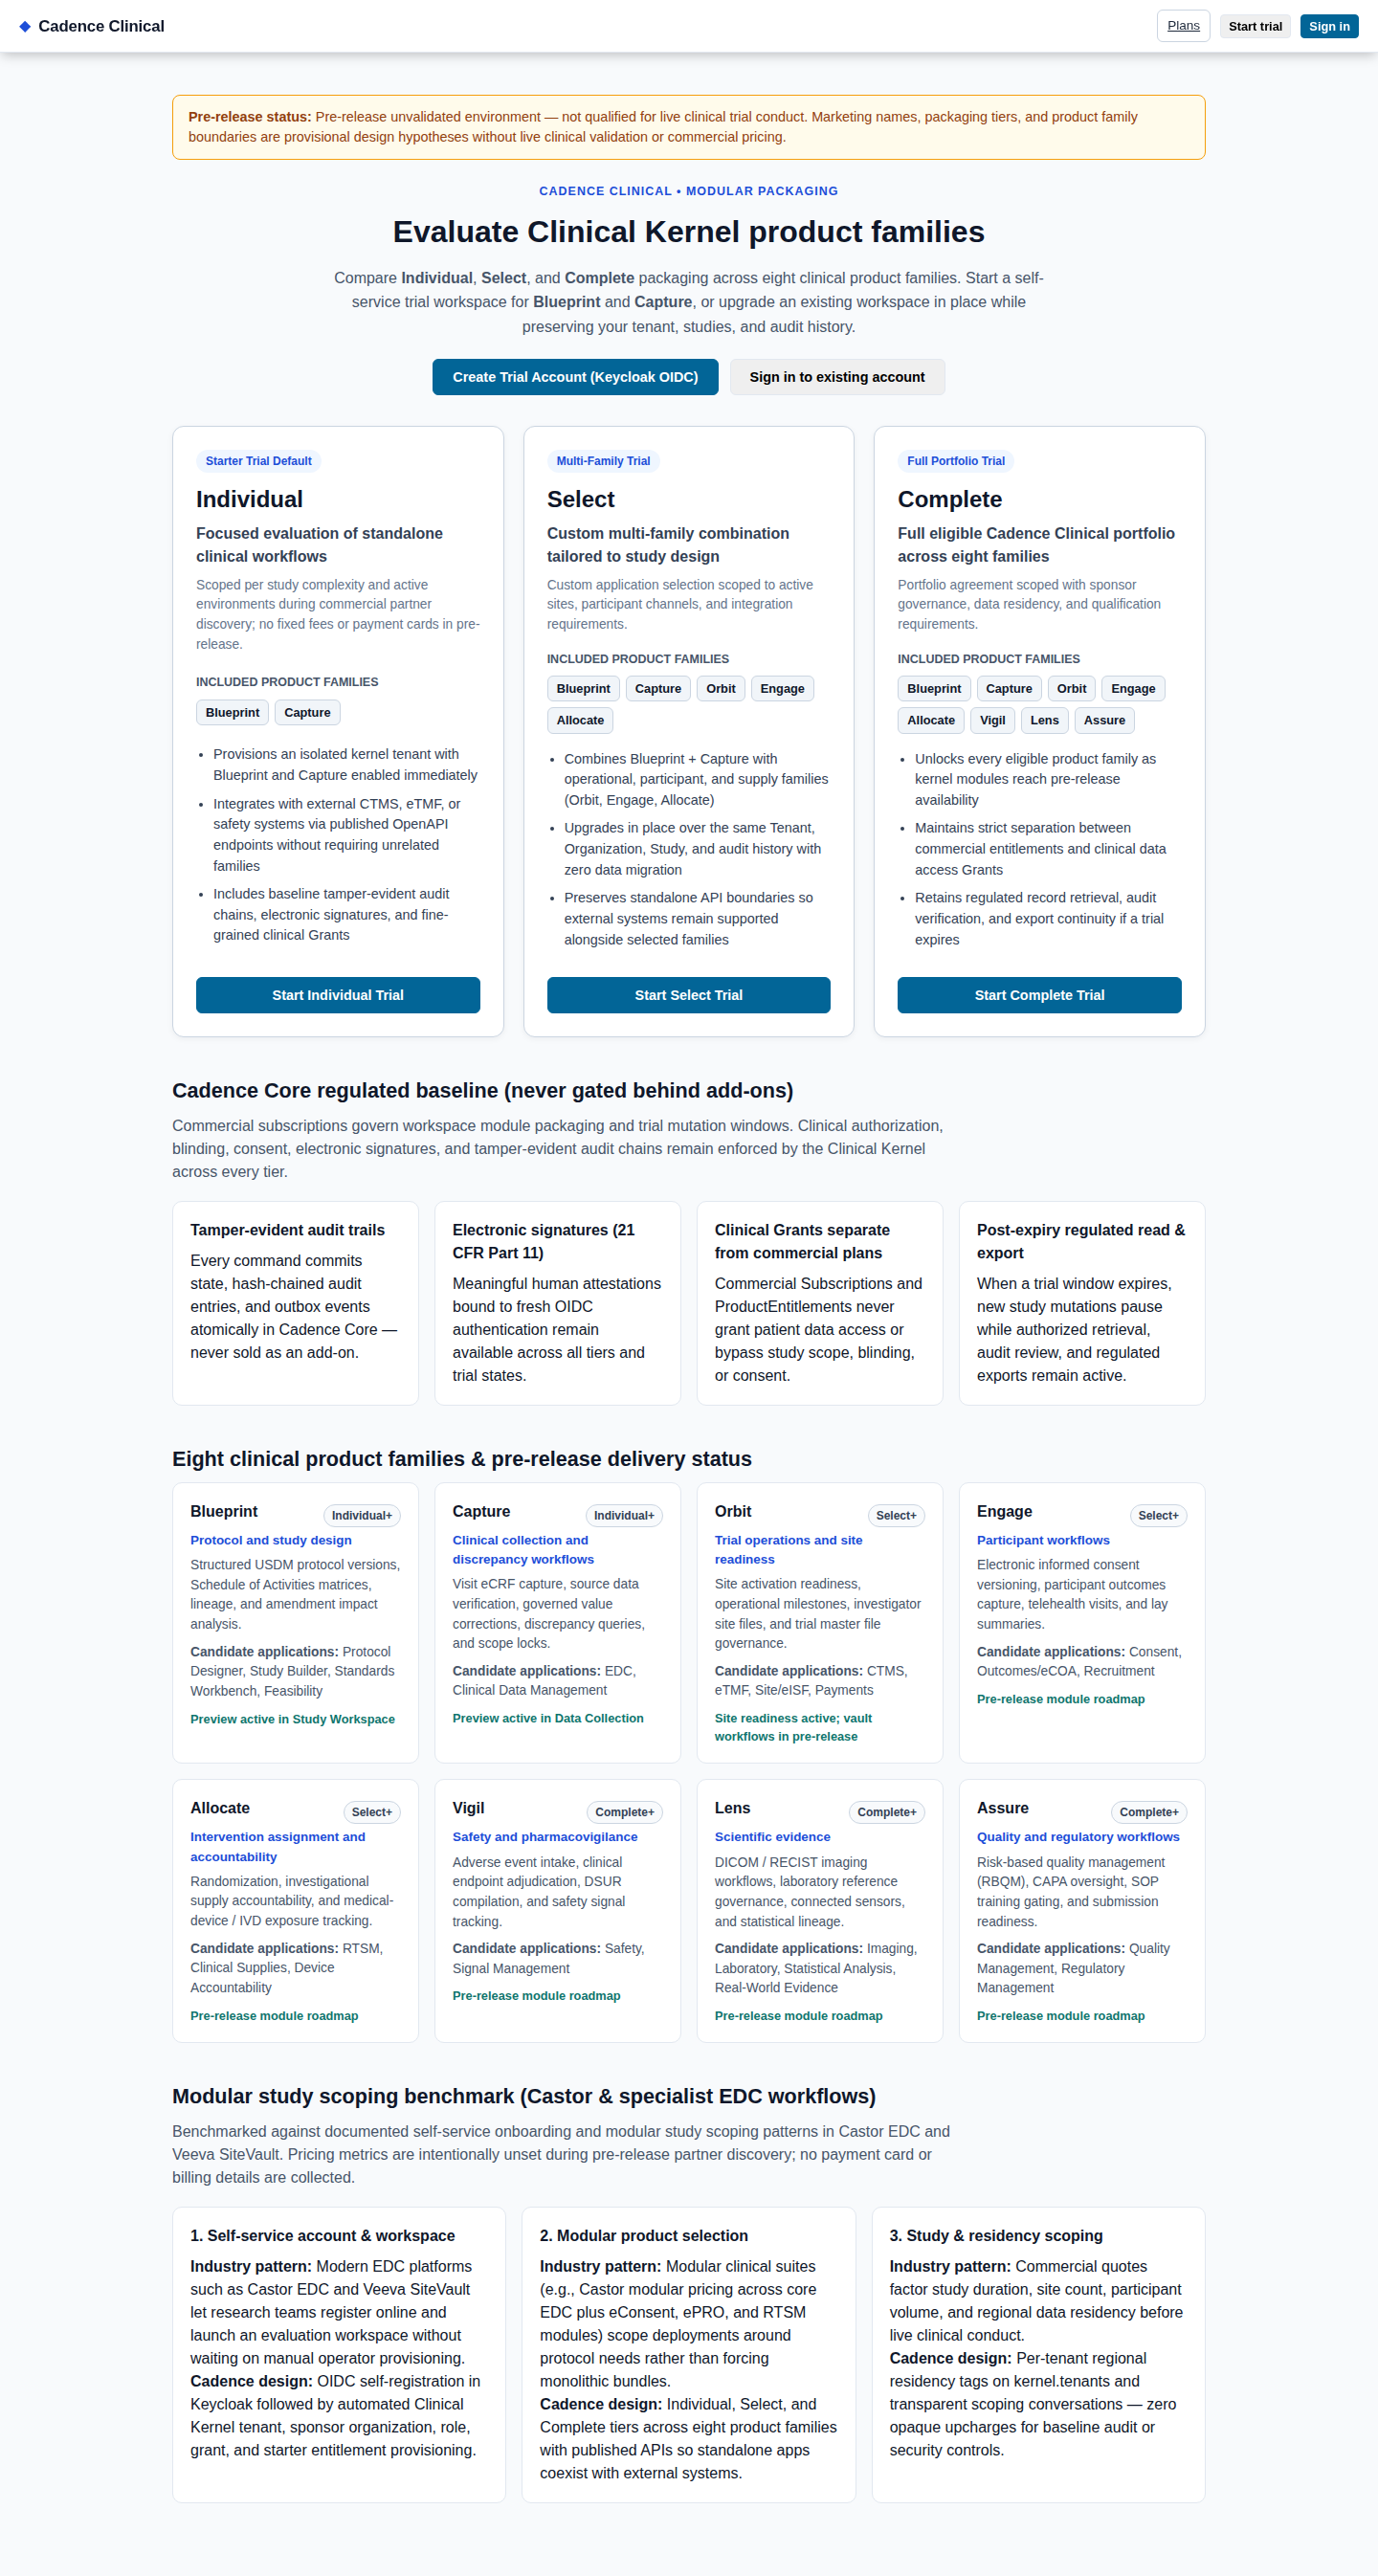 ◆ Cadence Clinical
Plans
Start trial
Sign in
Pre-release status: Pre-release unvalidated environment — not qualified for live clinical trial conduct. Marketing names, packaging tiers, and product family
boundaries are provisional design hypotheses without live clinical validation or commercial pricing.
CADENCE CLINICAL • MODULAR PACKAGING
Evaluate Clinical Kernel product families
Compare Individual, Select, and Complete packaging across eight clinical product families. Start a self-
service trial workspace for Blueprint and Capture, or upgrade an existing workspace in place while
preserving your tenant, studies, and audit history.
Create Trial Account (Keycloak OIDC)
Sign in to existing account
Starter Trial Default
Individual
Focused evaluation of standalone
clinical workflows
Scoped per study complexity and active
environments during commercial partner
discovery; no fixed fees or payment cards in pre-
release.
INCLUDED PRODUCT FAMILIES
Blueprint
Capture
• Provisions an isolated kernel tenant with
Blueprint and Capture enabled immediately
• Integrates with external CTMS, eTMF, or
safety systems via published OpenAPI
endpoints without requiring unrelated
families
• Includes baseline tamper-evident audit
chains, electronic signatures, and fine-
grained clinical Grants
Start Individual Trial
Multi-Family Trial
Select
Custom multi-family combination
tailored to study design
Custom application selection scoped to active
sites, participant channels, and integration
requirements.
INCLUDED PRODUCT FAMILIES
Blueprint
Capture
Orbit
Engage
Allocate
• Combines Blueprint + Capture with
operational, participant, and supply families
(Orbit, Engage, Allocate)
• Upgrades in place over the same Tenant,
Organization, Study, and audit history with
zero data migration
• Preserves standalone API boundaries so
external systems remain supported
alongside selected families
Start Select Trial
Full Portfolio Trial
Complete
Full eligible Cadence Clinical portfolio
across eight families
Portfolio agreement scoped with sponsor
governance, data residency, and qualification
requirements.
INCLUDED PRODUCT FAMILIES
Blueprint
Capture
Orbit
Engage
Allocate
Vigil
Lens
Assure
• Unlocks every eligible product family as
kernel modules reach pre-release
availability
• Maintains strict separation between
commercial entitlements and clinical data
access Grants
• Retains regulated record retrieval, audit
verification, and export continuity if a trial
expires
Start Complete Trial
Cadence Core regulated baseline (never gated behind add-ons)
Commercial subscriptions govern workspace module packaging and trial mutation windows. Clinical authorization,
blinding, consent, electronic signatures, and tamper-evident audit chains remain enforced by the Clinical Kernel
across every tier.
Tamper-evident audit trails
Every command commits
state, hash-chained audit
entries, and outbox events
atomically in Cadence Core —
never sold as an add-on.
Electronic signatures (21
CFR Part 11)
Meaningful human attestations
bound to fresh OIDC
authentication remain
available across all tiers and
trial states.
Clinical Grants separate
from commercial plans
Commercial Subscriptions and
ProductEntitlements never
grant patient data access or
bypass study scope, blinding,
or consent.
Post-expiry regulated read &
export
When a trial window expires,
new study mutations pause
while authorized retrieval,
audit review, and regulated
exports remain active.
Eight clinical product families & pre-release delivery status
Blueprint
Individual+
Protocol and study design
Structured USDM protocol versions,
Schedule of Activities matrices,
lineage, and amendment impact
analysis.
Candidate applications: Protocol
Designer, Study Builder, Standards
Workbench, Feasibility
Preview active in Study Workspace
Capture
Individual+
Clinical collection and
discrepancy workflows
Visit eCRF capture, source data
verification, governed value
corrections, discrepancy queries,
and scope locks.
Candidate applications: EDC,
Clinical Data Management
Preview active in Data Collection
Orbit
Select+
Trial operations and site
readiness
Site activation readiness,
operational milestones, investigator
site files, and trial master file
governance.
Candidate applications: CTMS,
eTMF, Site/eISF, Payments
Site readiness active; vault
workflows in pre-release
Engage
Select+
Participant workflows
Electronic informed consent
versioning, participant outcomes
capture, telehealth visits, and lay
summaries.
Candidate applications: Consent,
Outcomes/eCOA, Recruitment
Pre-release module roadmap
Allocate
Select+
Intervention assignment and
accountability
Randomization, investigational
supply accountability, and medical-
device / IVD exposure tracking.
Candidate applications: RTSM,
Clinical Supplies, Device
Accountability
Pre-release module roadmap
Vigil
Complete+
Safety and pharmacovigilance
Adverse event intake, clinical
endpoint adjudication, DSUR
compilation, and safety signal
tracking.
Candidate applications: Safety,
Signal Management
Pre-release module roadmap
Lens
Complete+
Scientific evidence
DICOM / RECIST imaging
workflows, laboratory reference
governance, connected sensors,
and statistical lineage.
Candidate applications: Imaging,
Laboratory, Statistical Analysis,
Real-World Evidence
Pre-release module roadmap
Assure
Complete+
Quality and regulatory workflows
Risk-based quality management
(RBQM), CAPA oversight, SOP
training gating, and submission
readiness.
Candidate applications: Quality
Management, Regulatory
Management
Pre-release module roadmap
Modular study scoping benchmark (Castor & specialist EDC workflows)
Benchmarked against documented self-service onboarding and modular study scoping patterns in Castor EDC and
Veeva SiteVault. Pricing metrics are intentionally unset during pre-release partner discovery; no payment card or
billing details are collected.
1. Self-service account & workspace
Industry pattern: Modern EDC platforms
such as Castor EDC and Veeva SiteVault
let research teams register online and
launch an evaluation workspace without
waiting on manual operator provisioning.
Cadence design: OIDC self-registration in
Keycloak followed by automated Clinical
Kernel tenant, sponsor organization, role,
grant, and starter entitlement provisioning.
2. Modular product selection
Industry pattern: Modular clinical suites
(e.g., Castor modular pricing across core
EDC plus eConsent, ePRO, and RTSM
modules) scope deployments around
protocol needs rather than forcing
monolithic bundles.
Cadence design: Individual, Select, and
Complete tiers across eight product families
with published APIs so standalone apps
coexist with external systems.
3. Study & residency scoping
Industry pattern: Commercial quotes
factor study duration, site count, participant
volume, and regional data residency before
live clinical conduct.
Cadence design: Per-tenant regional
residency tags on kernel.tenants and
transparent scoping conversations — zero
opaque upcharges for baseline audit or
security controls.